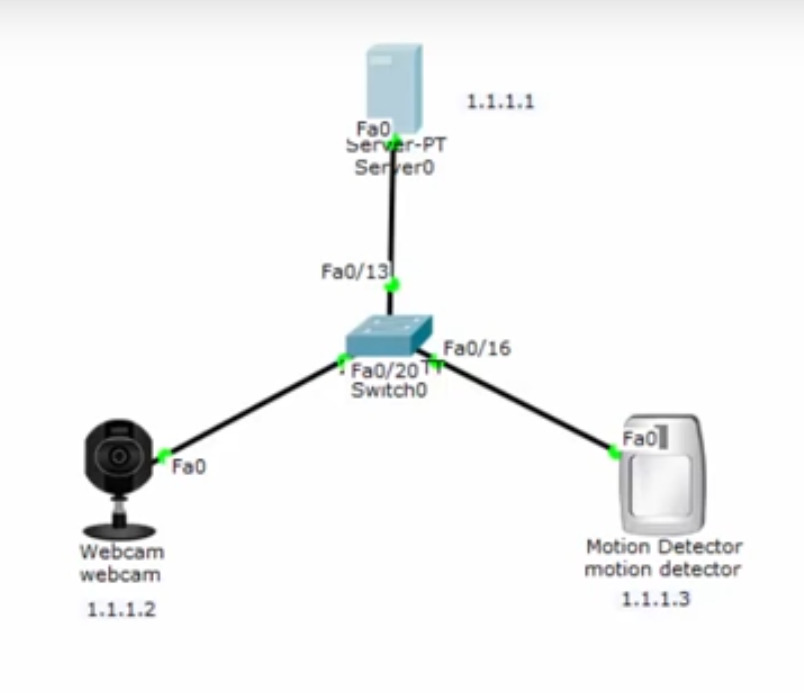 1.1.1.1
Fa0
Server-PT
Server0
Fa0/13
Fa0/16
Fa0/20
Switch0
Fa0
Fa0
Webcam
webcam
1.1.1.2
Motion Detector
motion detector
1.1.1.3